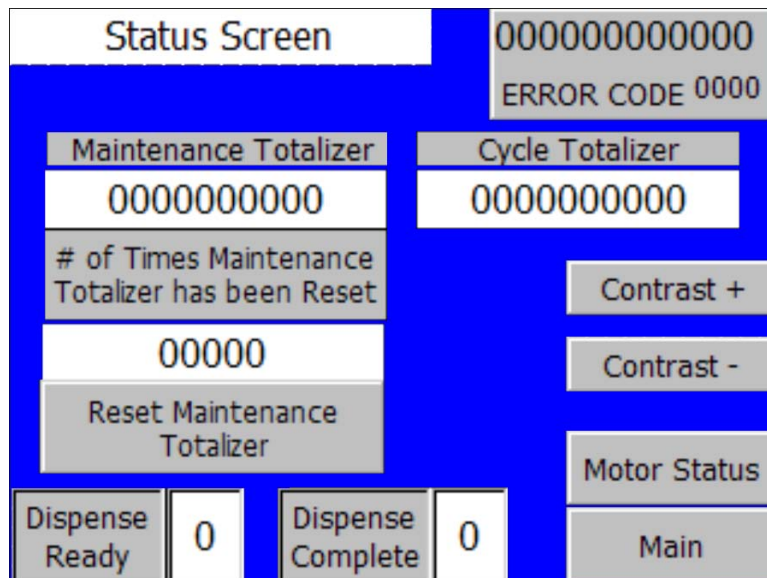 Status Screen
000000000000
ERROR CODE 0000
Maintenance Totalizer
0000000000
Cycle Totalizer
0000000000
# of Times Maintenance
Totalizer has been Reset
00000
Reset Maintenance
Totalizer
Contrast +
Contrast -
Motor Status
Dispense
Ready
0
Dispense
Complete
0
Main